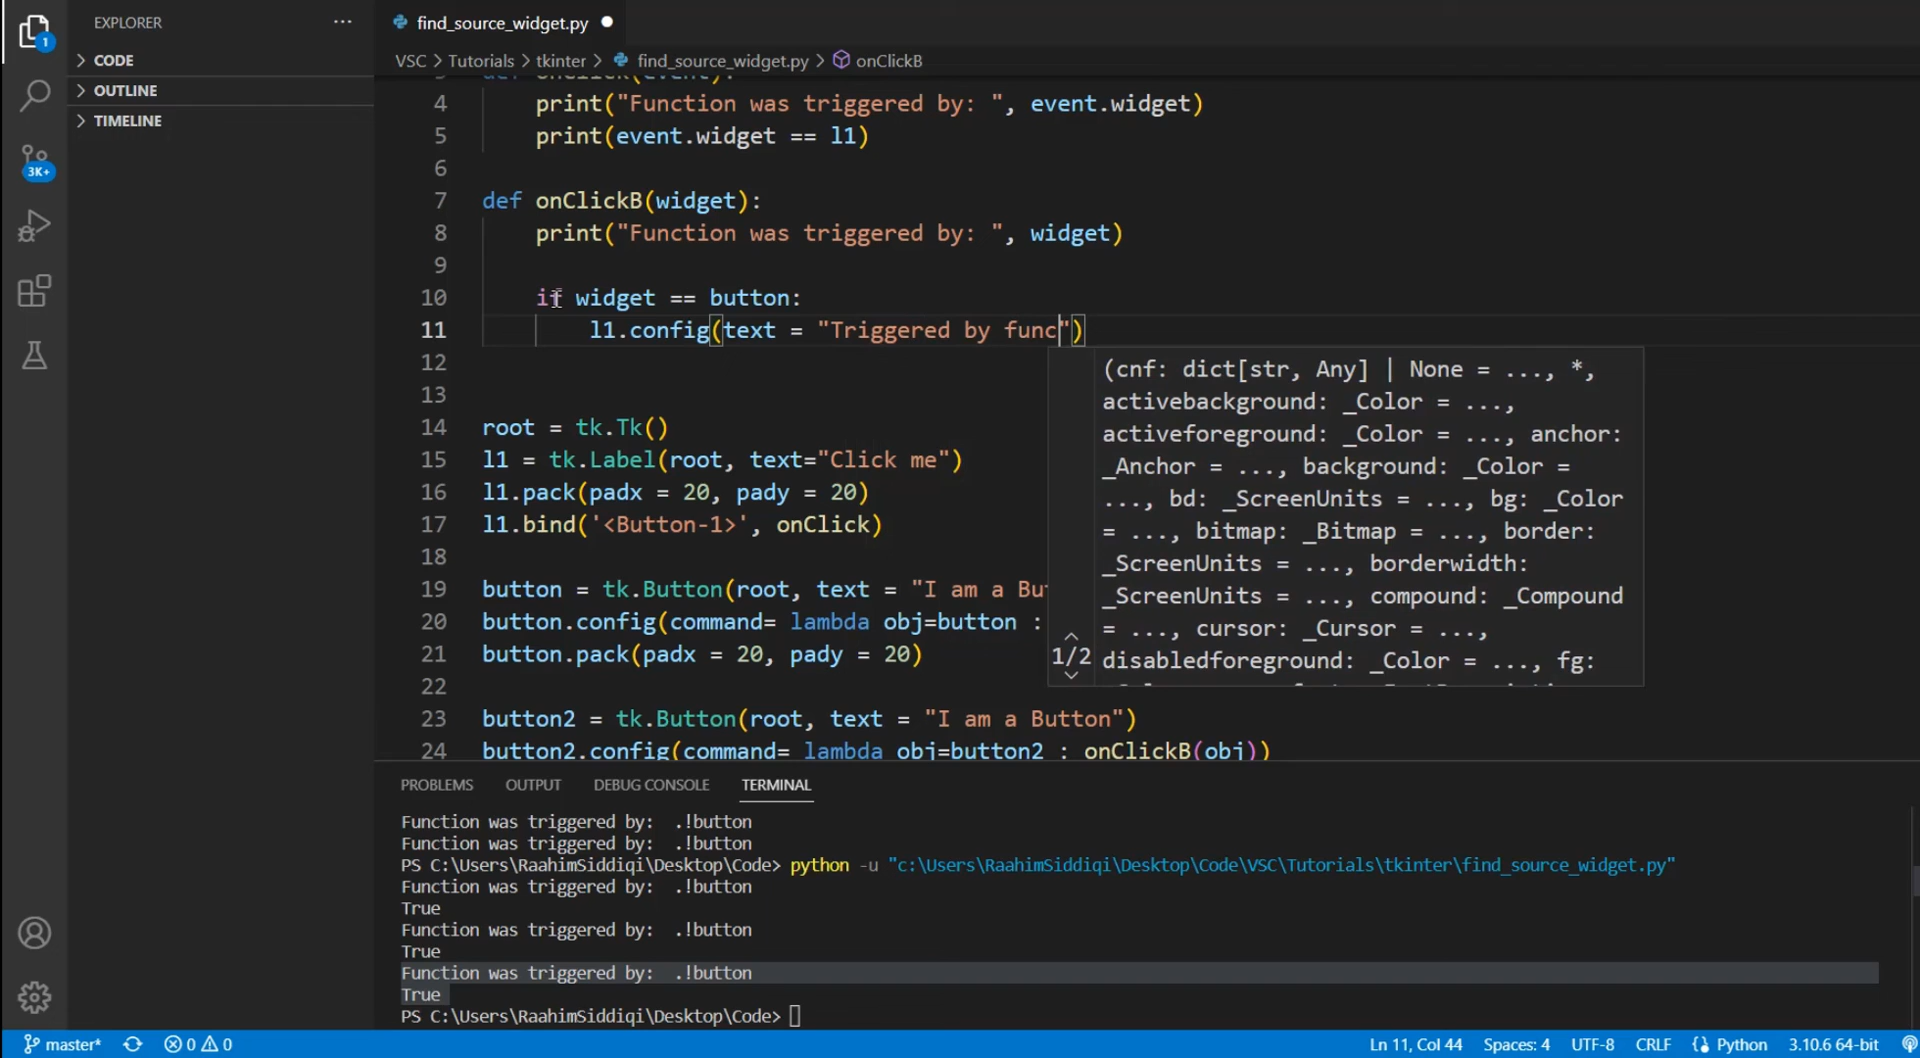 EXPLORER
find_source_widget.py
CODE
VSC > Tutorials > tkinter > find_source_widget.py > onClickB
OUTLINE
TIMELINE
1
3K+
def onClick(event):
4 print("Function was triggered by: ", event.widget)
5 print(event.widget == l1)
6
7 def onClickB(widget):
8 print("Function was triggered by: ", widget)
9
10 if widget == button:
11 l1.config(text = "Triggered by func")
12
13
14 root = tk.Tk()
15 l1 = tk.Label(root, text="Click me")
16 l1.pack(padx = 20, pady = 20)
17 l1.bind('<Button-1>', onClick)
18
19 button = tk.Button(root, text = "I am a Bu
20 button.config(command= lambda obj=button :
21 button.pack(padx = 20, pady = 20)
22
23 button2 = tk.Button(root, text = "I am a Button")
24 button2.config(command= lambda obj=button2 : onClickB(obj))
(cnf: dict[str, Any] | None = ..., *,
activebackground: _Color = ...,
activeforeground: _Color = ..., anchor:
_Anchor = ..., background: _Color =
..., bd: _ScreenUnits = ..., bg: _Color
= ..., bitmap: _Bitmap = ..., border:
_ScreenUnits = ..., borderwidth:
_ScreenUnits = ..., compound: _Compound
= ..., cursor: _Cursor = ...,
disabledforeground: _Color = ..., fg:
1/2
PROBLEMS OUTPUT DEBUG CONSOLE TERMINAL
Function was triggered by:  .!button
Function was triggered by:  .!button
PS C:\Users\RaahimSiddiqi\Desktop\Code> python -u "c:\Users\RaahimSiddiqi\Desktop\Code\VSC\Tutorials\tkinter\find_source_widget.py"
Function was triggered by:  .!button
True
Function was triggered by:  .!button
True
Function was triggered by:  .!button
True
PS C:\Users\RaahimSiddiqi\Desktop\Code>
master* 0 0 Ln 11, Col 44 Spaces: 4 UTF-8 CRLF Python 3.10.6 64-bit